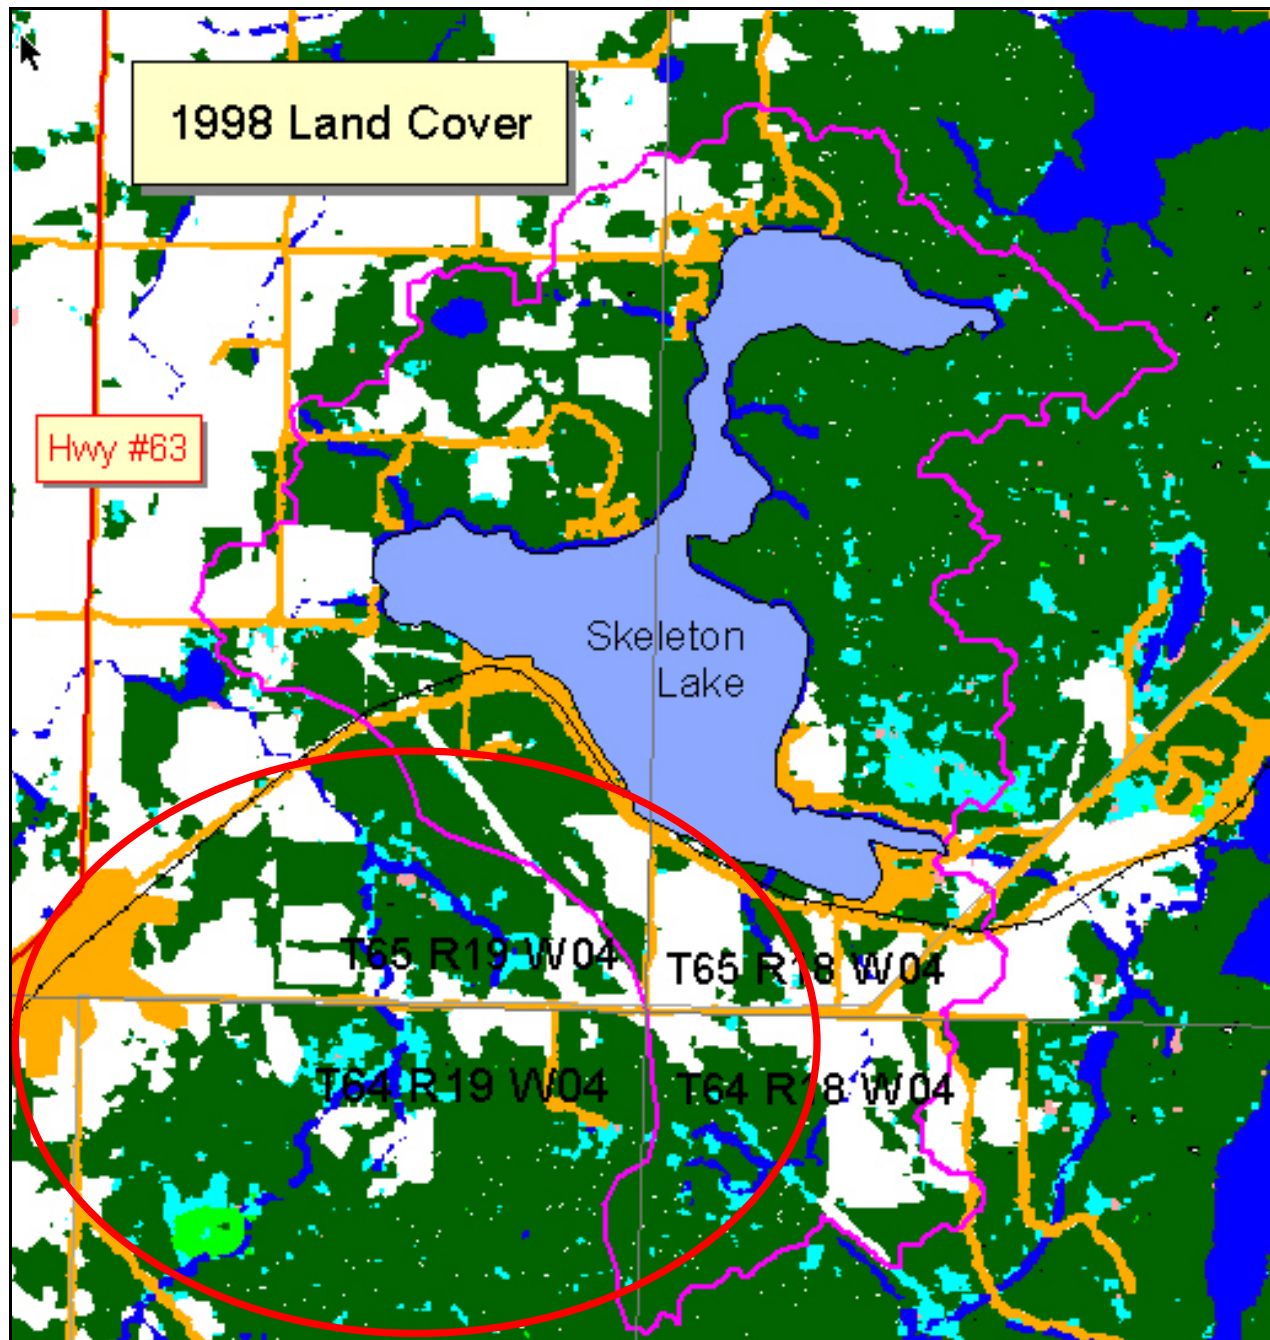 1998 Land Cover
Hwy #63
Skeleton
Lake
T65 R19 W04
T65 R18 W04
T64 R19 W04
T64 R18 W04